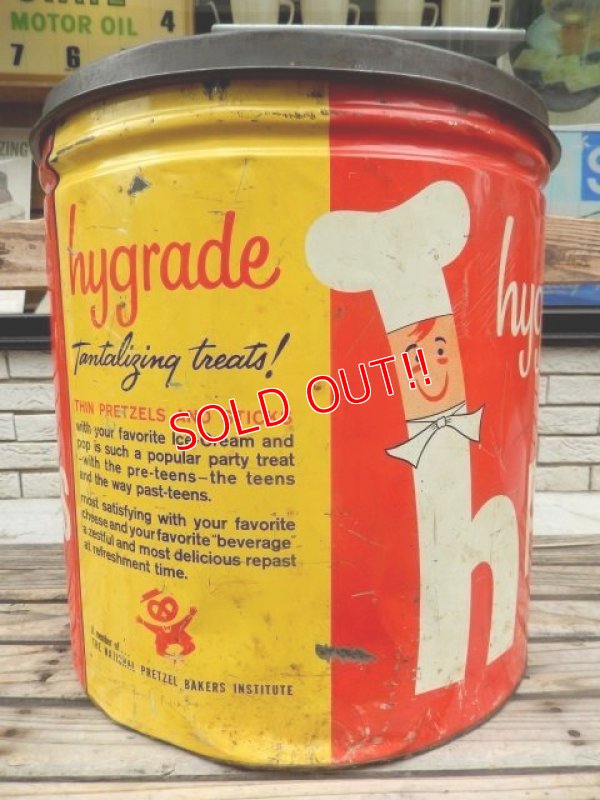 MOTOR OIL
4
7 6
ZING
hygrade
Tantalizing treats!
THIN PRETZELS AND STICKS
with your favorite Ice Cream and
pop is such a popular party treat
-with the pre-teens-the teens
and the way past-teens.
most satisfying with your favorite
cheese and your favorite "beverage"
a zestful and most delicious repast
at refreshment time.
A member of
THE NATIONAL PRETZEL BAKERS INSTITUTE
SOLD OUT!!
hyg
h